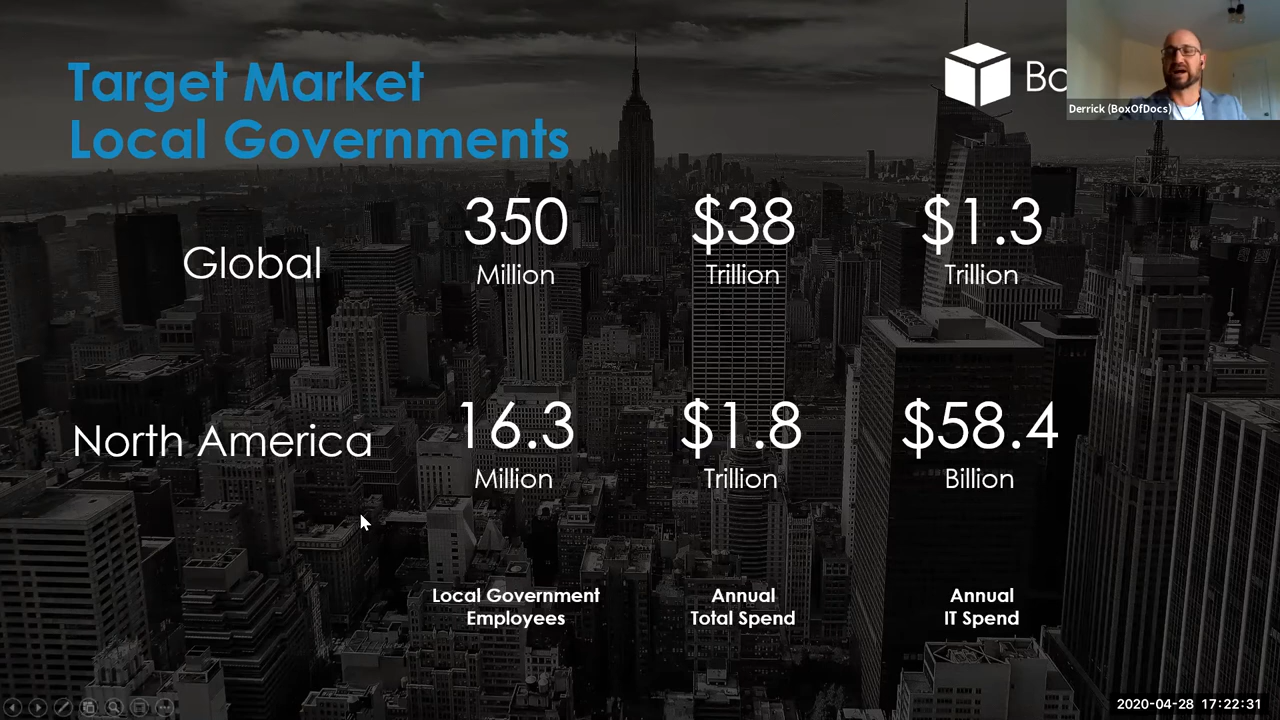 Target Market
Local Governments
Bo
Derrick (BoxOfDocs)
Global
350
Million
$38
Trillion
$1.3
Trillion
North America
16.3
Million
$1.8
Trillion
$58.4
Billion
Local Government
Employees
Annual
Total Spend
Annual
IT Spend
2020-04-28 17:22:31